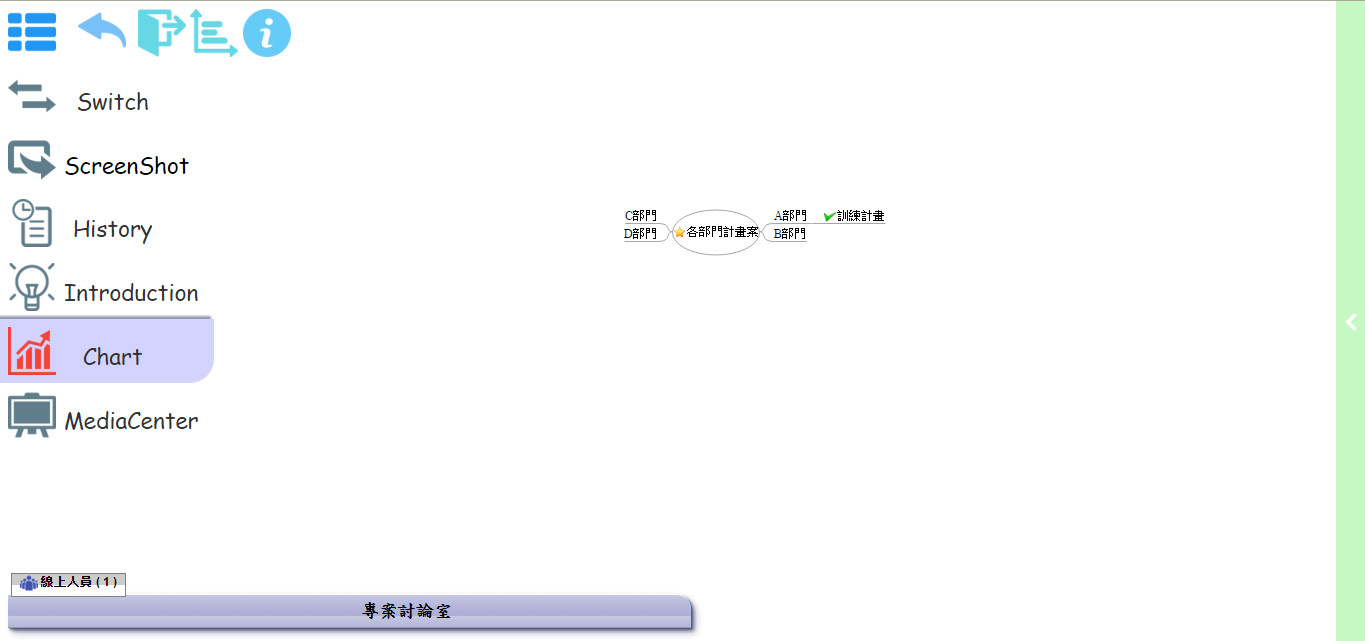 Switch
ScreenShot
History
Introduction
Chart
MediaCenter
C部門
D部門
各部門計畫案
A部門
訓練計畫
B部門
線上人員 ( 1 )
專案討論室